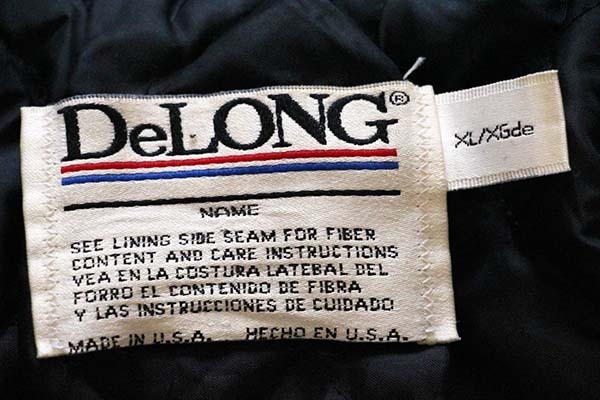 DeLONG®
XL/XGde
NAME
SEE LINING SIDE SEAM FOR FIBER
CONTENT AND CARE INSTRUCTIONS
VEA EN LA COSTURA LATEBAL DEL
FORRO EL CONTENIDO DE FIBRA
Y LAS INSTRUCCIONES DE CUIDADO
MADE IN U.S.A. HECHO EN U.S.A.